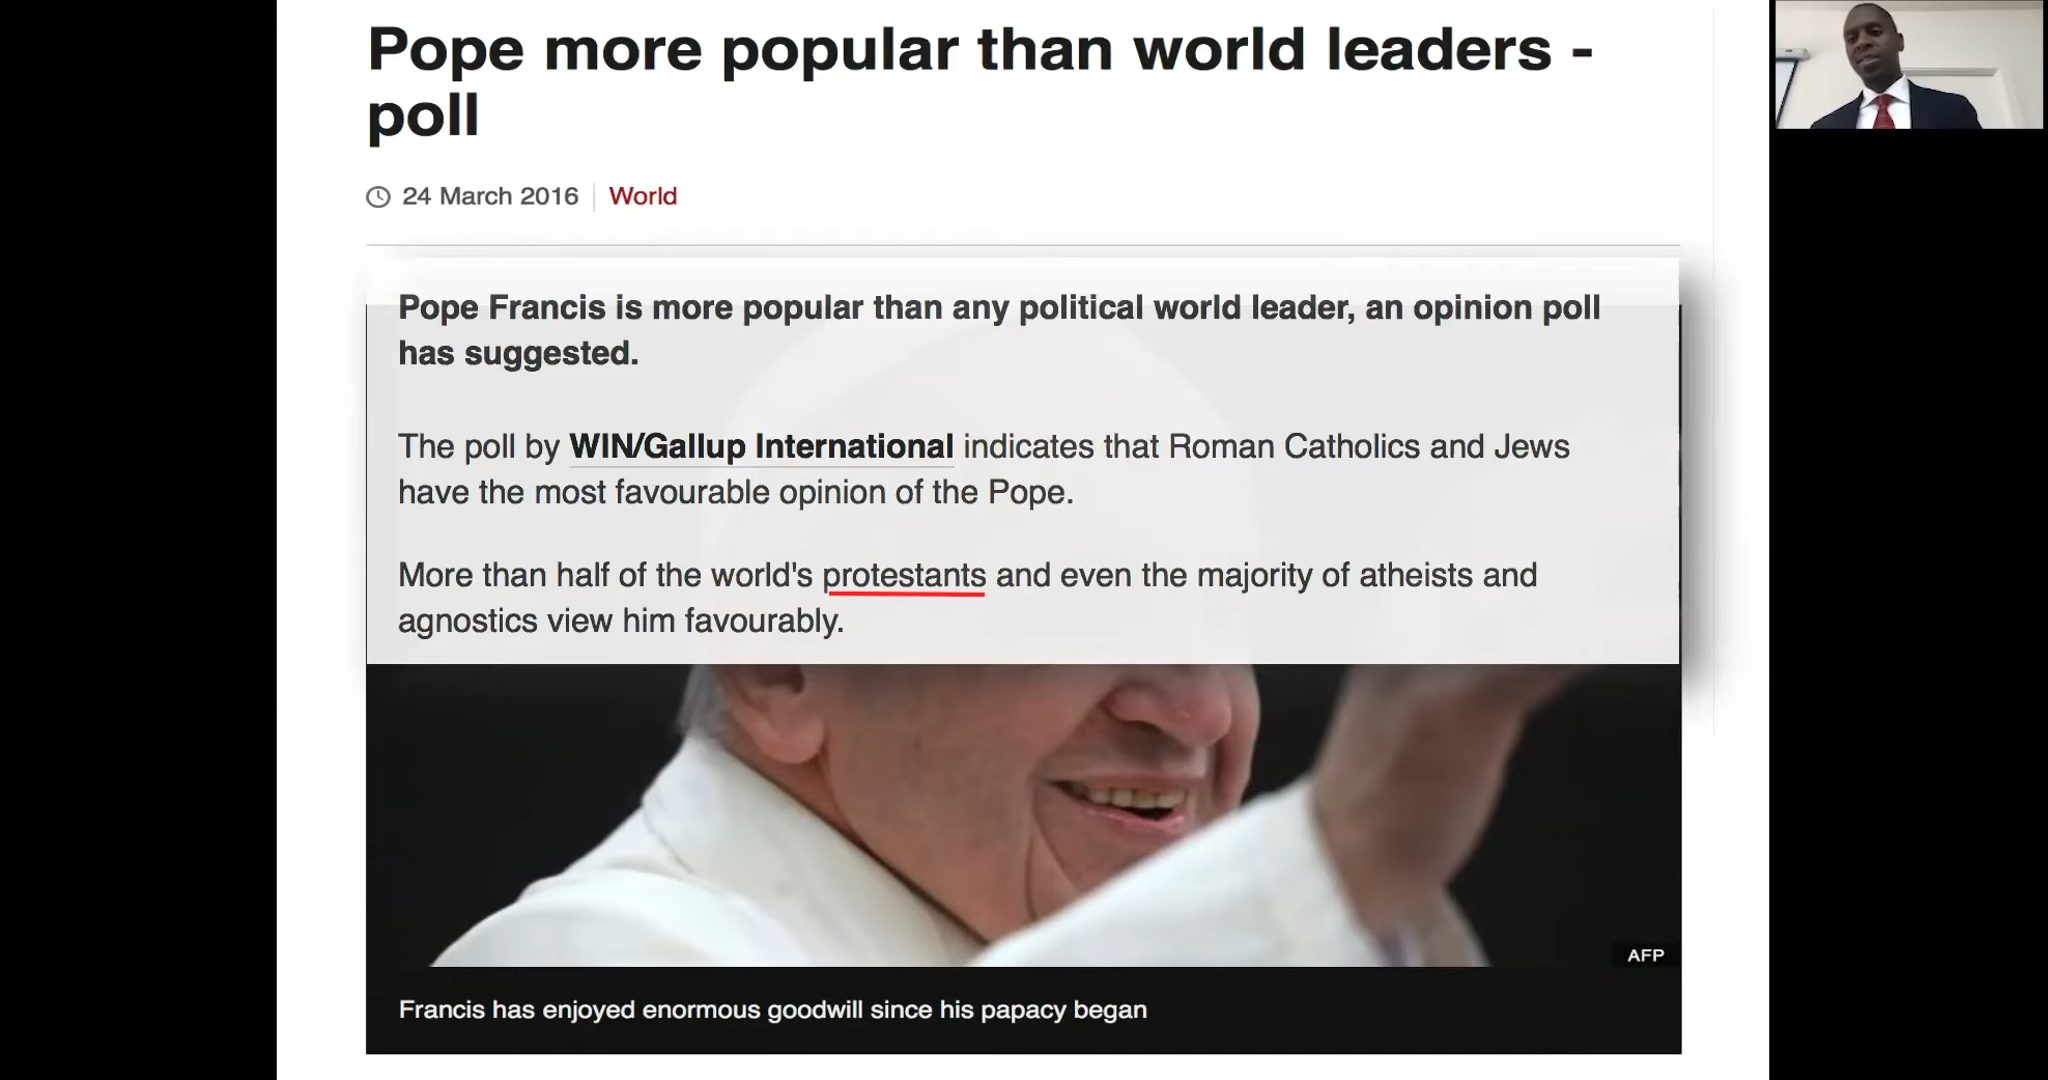 Pope more popular than world leaders -
poll
24 March 2016
World
Pope Francis is more popular than any political world leader, an opinion poll
has suggested.
The poll by WIN/Gallup International indicates that Roman Catholics and Jews
have the most favourable opinion of the Pope.
More than half of the world's protestants and even the majority of atheists and
agnostics view him favourably.
AFP
Francis has enjoyed enormous goodwill since his papacy began